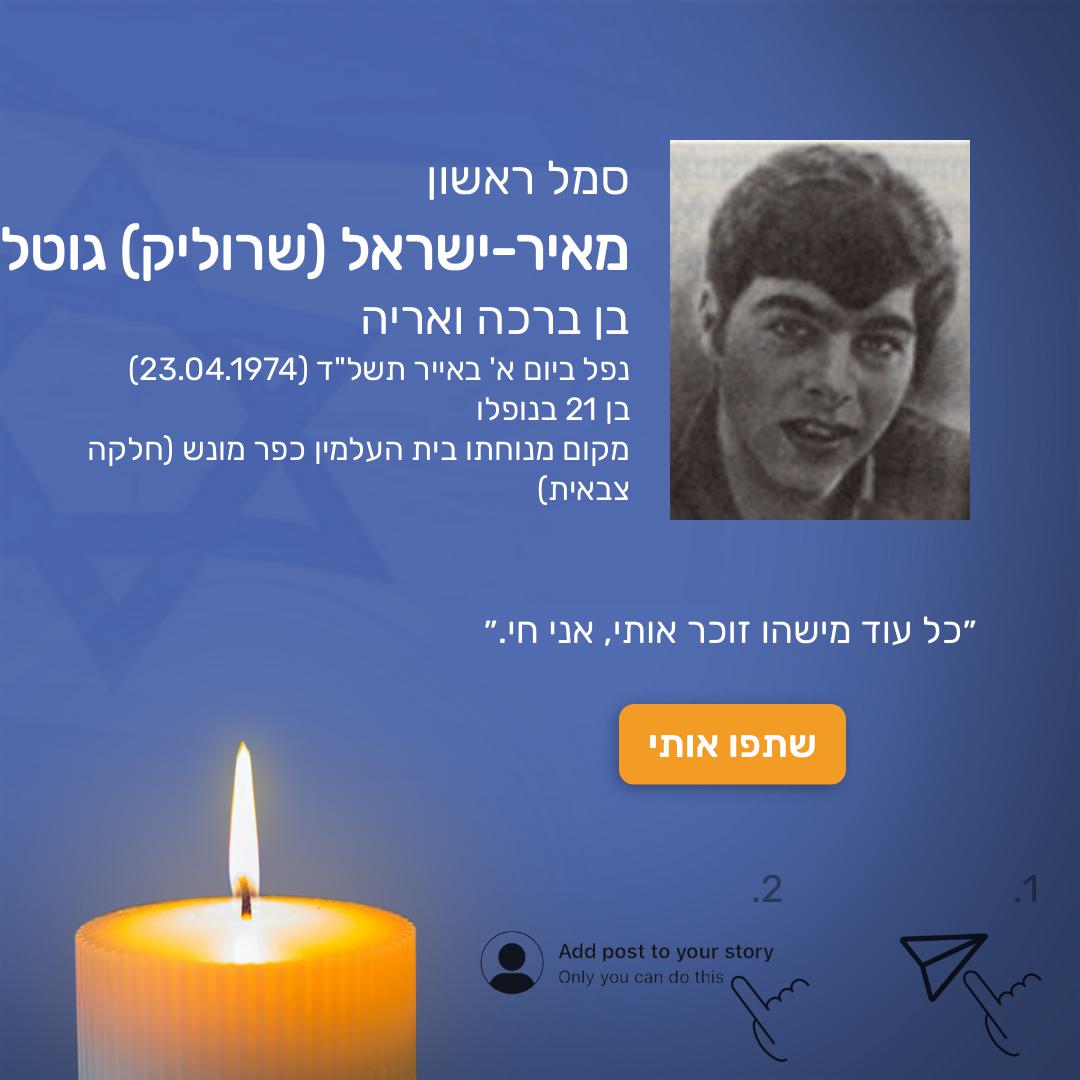 סמל ראשון
מאיר-ישראל (שרוליק) גוטל
בן ברכה ואריה
נפל ביום א' באייר תשל"ד (23.04.1974)
בן 21 בנופלו
מקום מנוחתו בית העלמין כפר מונש (חלקה
צבאית)
״כל עוד מישהו זוכר אותי, אני חי.״
שתפו אותי
.1
.2
Add post to your story
Only you can do this